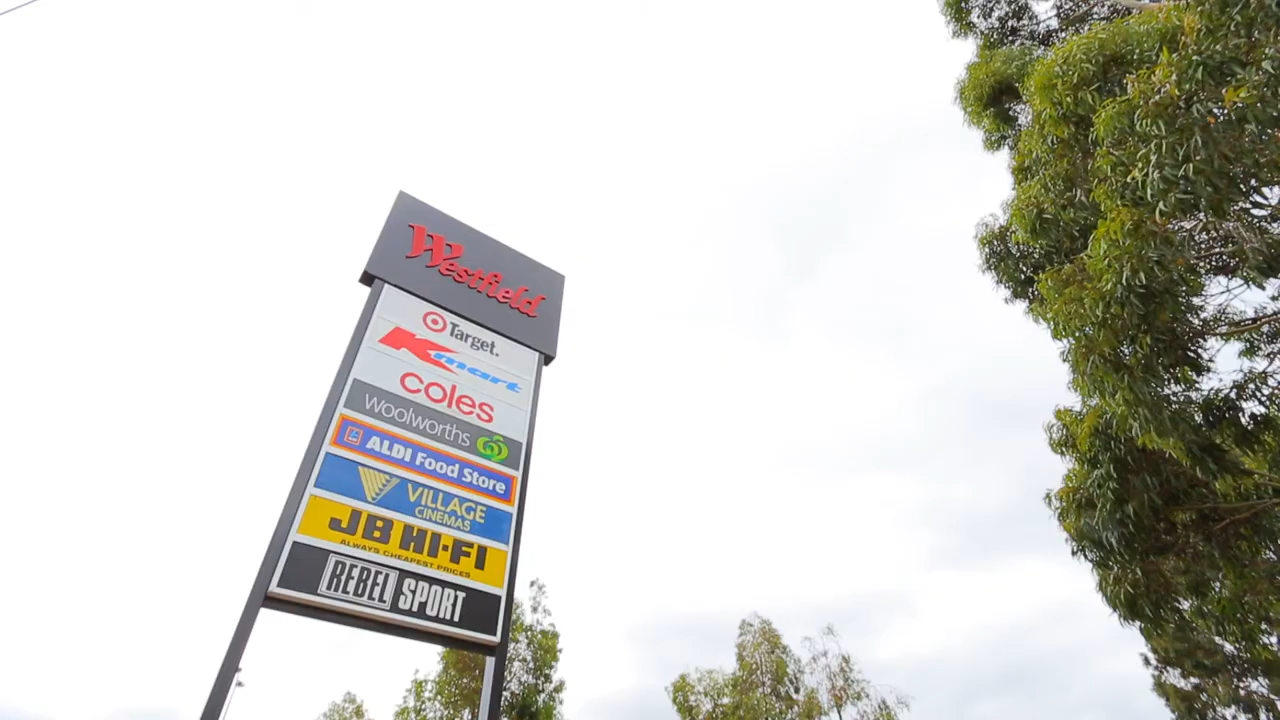 Westfield
Target.
Kmart
coles
woolworths
ALDI Food Store
VILLAGE
CINEMAS
JB HI-FI
ALWAYS CHEAPEST PRICES
REBEL SPORT